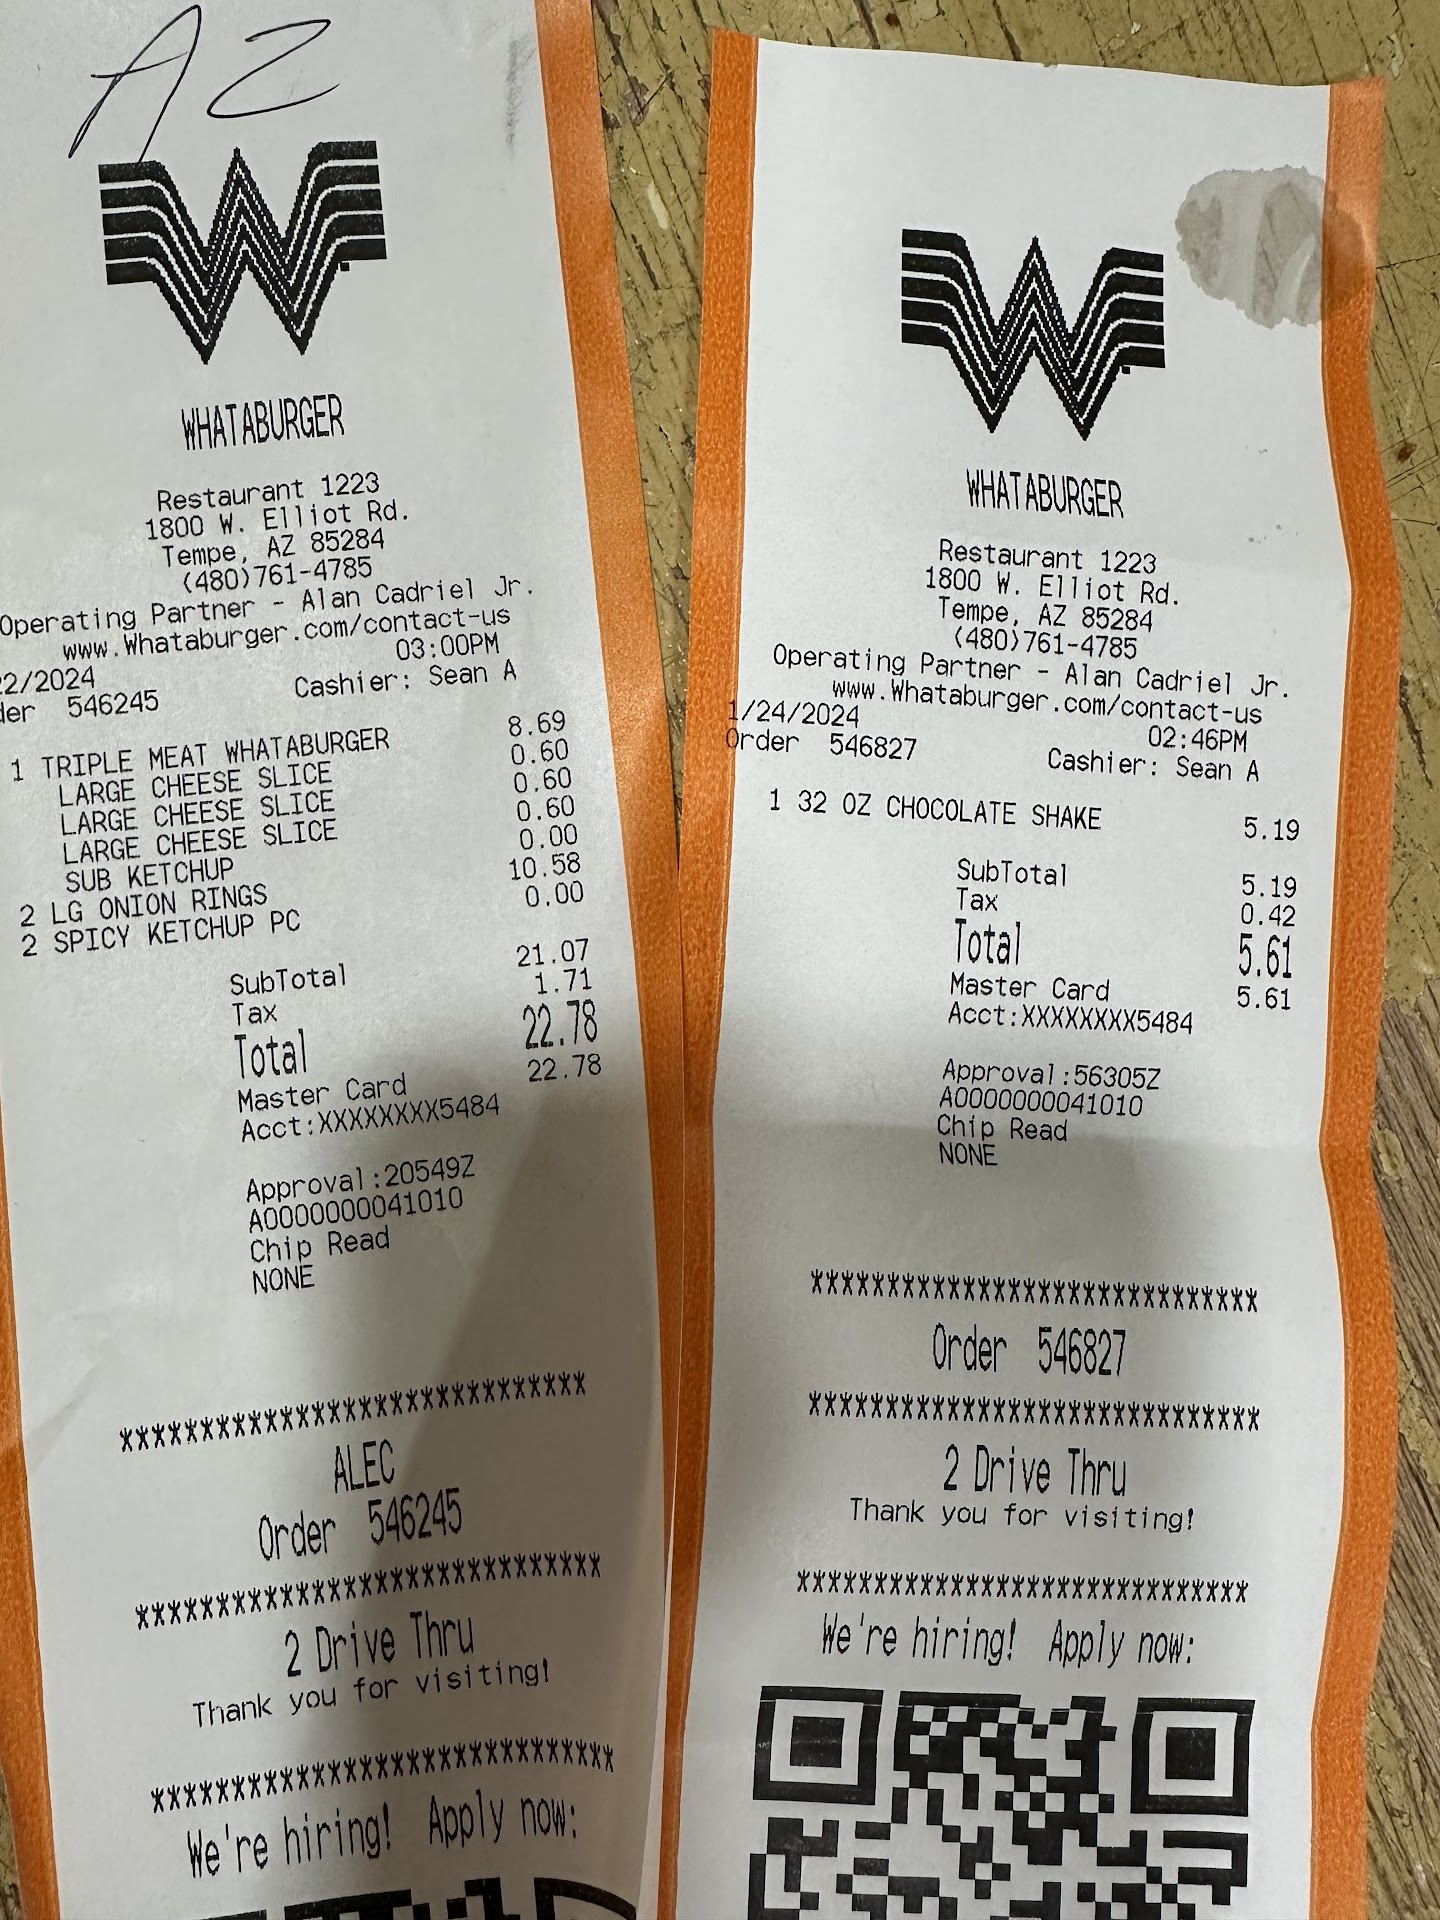 AZ
WHATABURGER
Restaurant 1223
1800 W. Elliot Rd.
Tempe, AZ 85284
(480)761-4785
Operating Partner - Alan Cadriel Jr.
www.Whataburger.com/contact-us
22/2024 03:00PM
der 546245 Cashier: Sean A
1 TRIPLE MEAT WHATABURGER 8.69
LARGE CHEESE SLICE 0.60
LARGE CHEESE SLICE 0.60
LARGE CHEESE SLICE 0.60
SUB KETCHUP 0.00
2 LG ONION RINGS 10.58
2 SPICY KETCHUP PC 0.00
SubTotal 21.07
Tax 1.71
Total 22.78
Master Card 22.78
Acct:XXXXXXXX5484
Approval:20549Z
A0000000041010
Chip Read
NONE
*****************************
ALEC
Order 546245
*****************************
2 Drive Thru
Thank you for visiting!
*****************************
We're hiring! Apply now:
WHATABURGER
Restaurant 1223
1800 W. Elliot Rd.
Tempe, AZ 85284
(480)761-4785
Operating Partner - Alan Cadriel Jr.
www.Whataburger.com/contact-us
1/24/2024 02:46PM
Order 546827 Cashier: Sean A
1 32 OZ CHOCOLATE SHAKE 5.19
SubTotal 5.19
Tax 0.42
Total 5.61
Master Card 5.61
Acct:XXXXXXXX5484
Approval:56305Z
A0000000041010
Chip Read
NONE
*****************************
Order 546827
*****************************
2 Drive Thru
Thank you for visiting!
*****************************
We're hiring! Apply now: